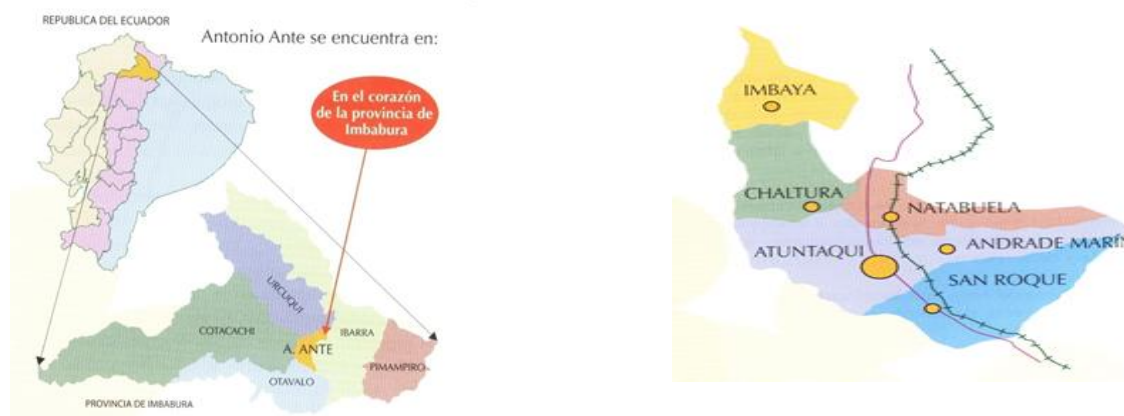 REPUBLICA DEL ECUADOR
Antonio Ante se encuentra en:
En el corazón
de la provincia de
Imbabura
URCUQUI
COTACACHI
IBARRA
A. ANTE
PIMAMPIRO
OTAVALO
PROVINCIA DE IMBABURA
IMBAYA
CHALTURA
NATABUELA
ANDRADE MARÍN
ATUNTAQUI
SAN ROQUE